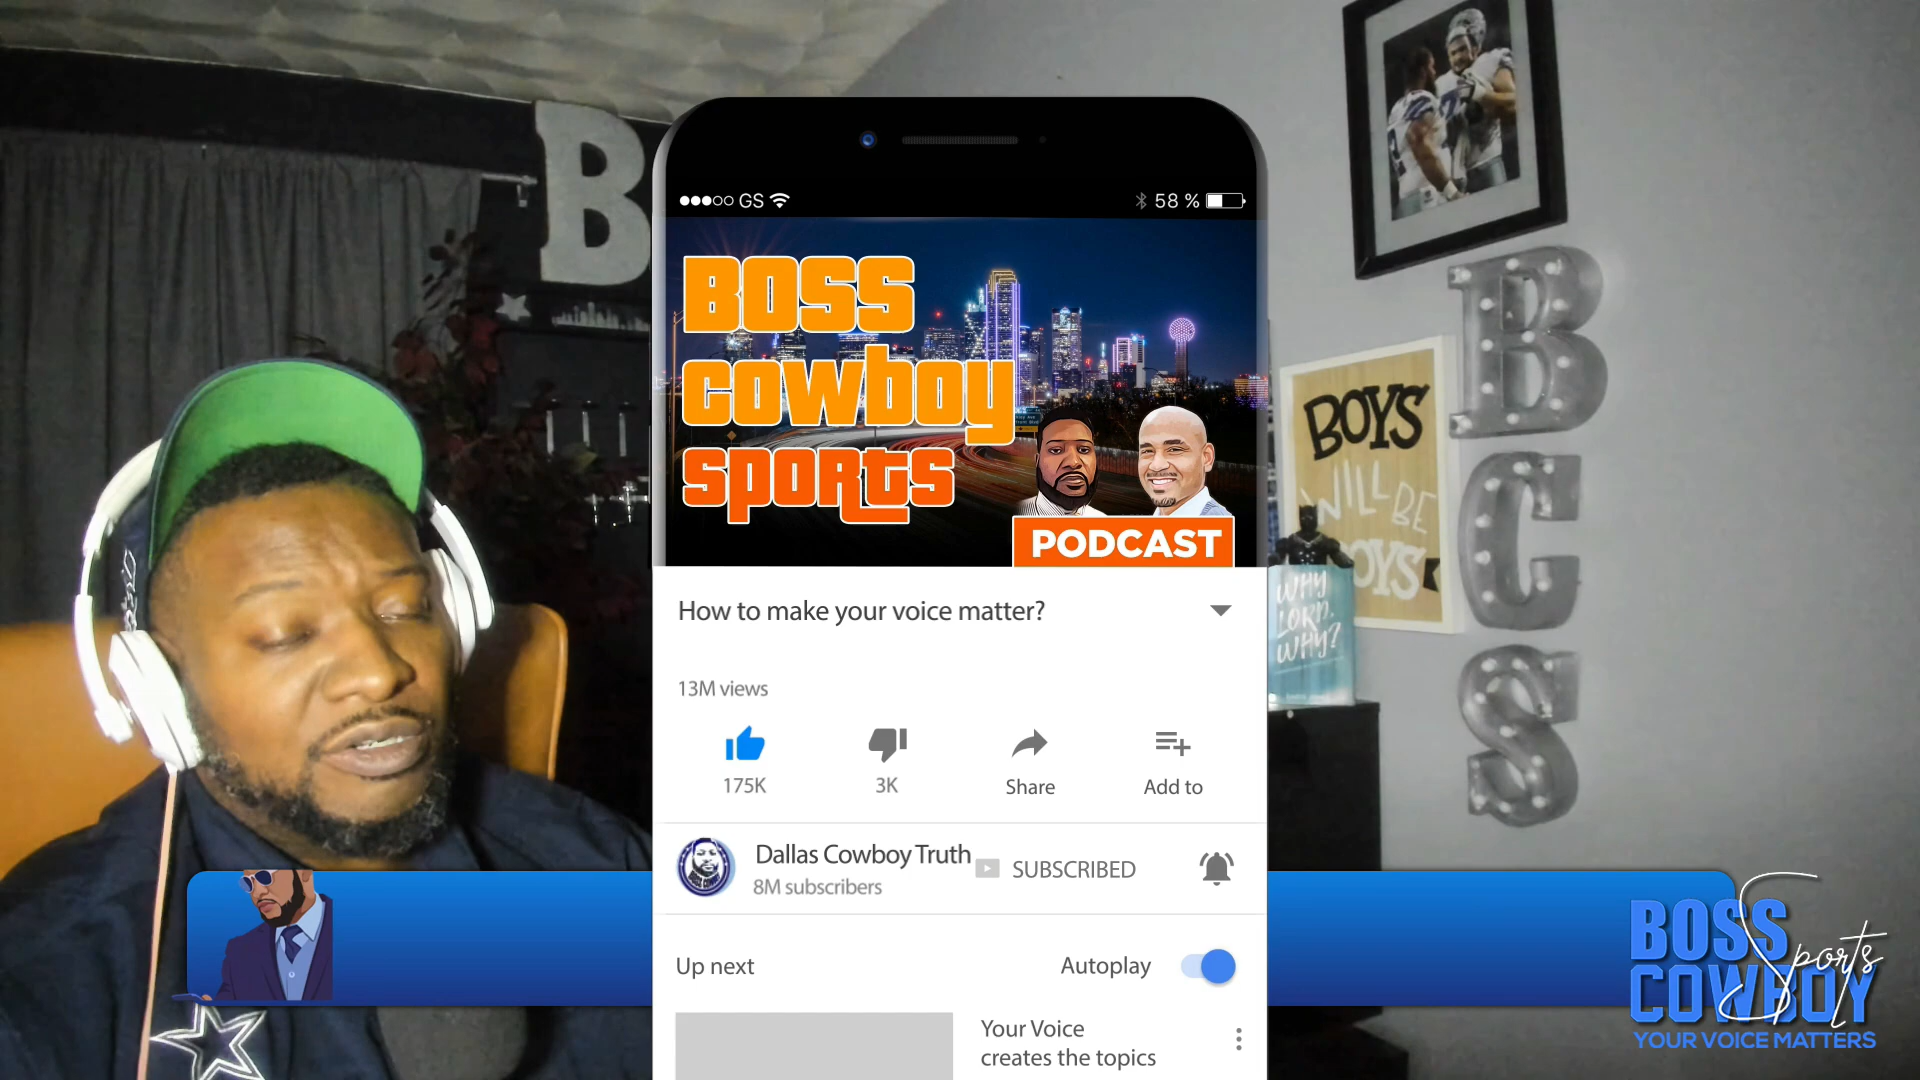 B
●●●○○ GS
58 %
BOSS
COWBOY
SPORTS
PODCAST
How to make your voice matter?
13M views
175K
3K
Share
Add to
Dallas Cowboy Truth
8M subscribers
SUBSCRIBED
Up next
Autoplay
Your Voice
creates the topics
BOYS
WILL BE
BOYS
WHY
LORD,
WHY?
B
C
S
BOSS
Sports
COWBOY
YOUR VOICE MATTERS